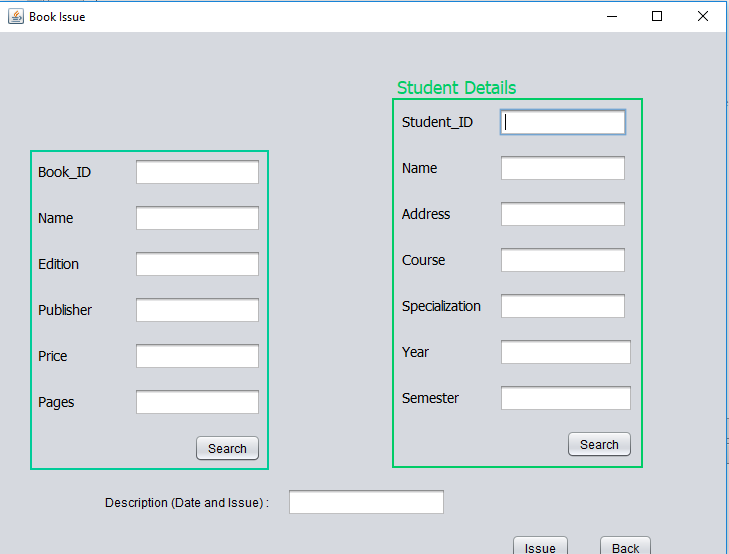 Book Issue
Student Details
Student_ID
Name
Address
Course
Specialization
Year
Semester
Search
Book_ID
Name
Edition
Publisher
Price
Pages
Search
Description (Date and Issue) :
Issue
Back